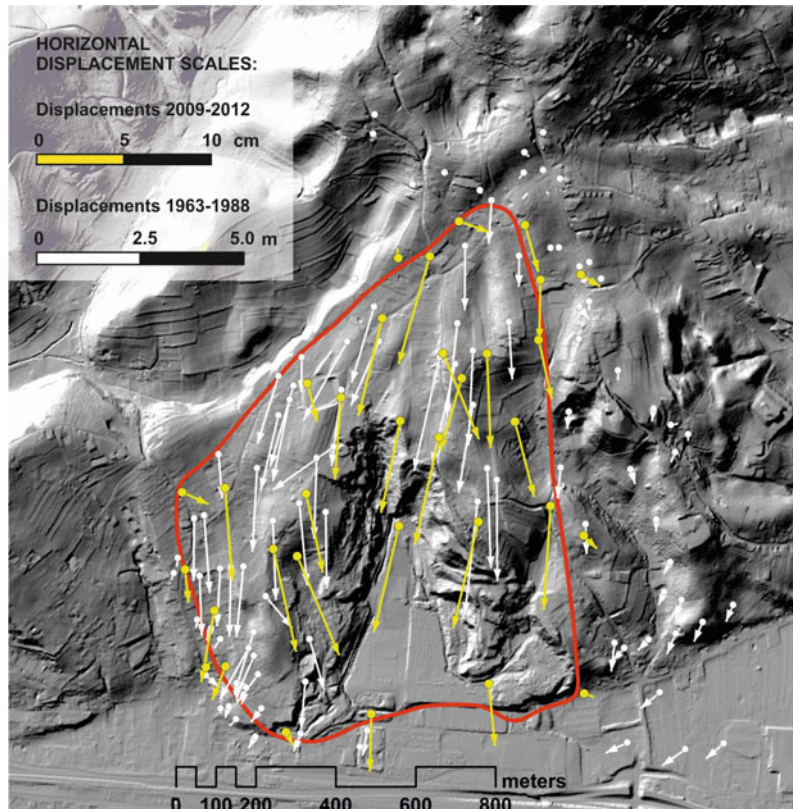 HORIZONTAL
DISPLACEMENT SCALES:
Displacements 2009-2012
0 5 10 cm
Displacements 1963-1988
0 2.5 5.0 m
meters
0 100 200 400 600 800